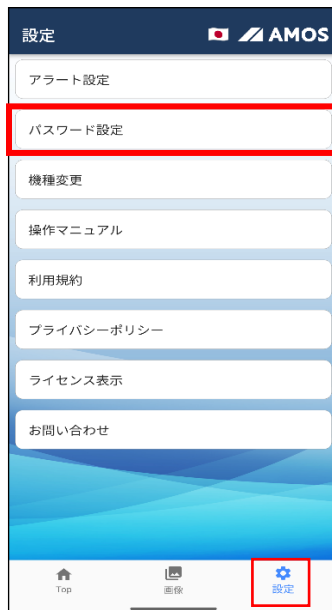 設定
AMOS
アラート設定
パスワード設定
機種変更
操作マニュアル
利用規約
プライバシーポリシー
ライセンス表示
お問い合わせ
Top
画像
設定